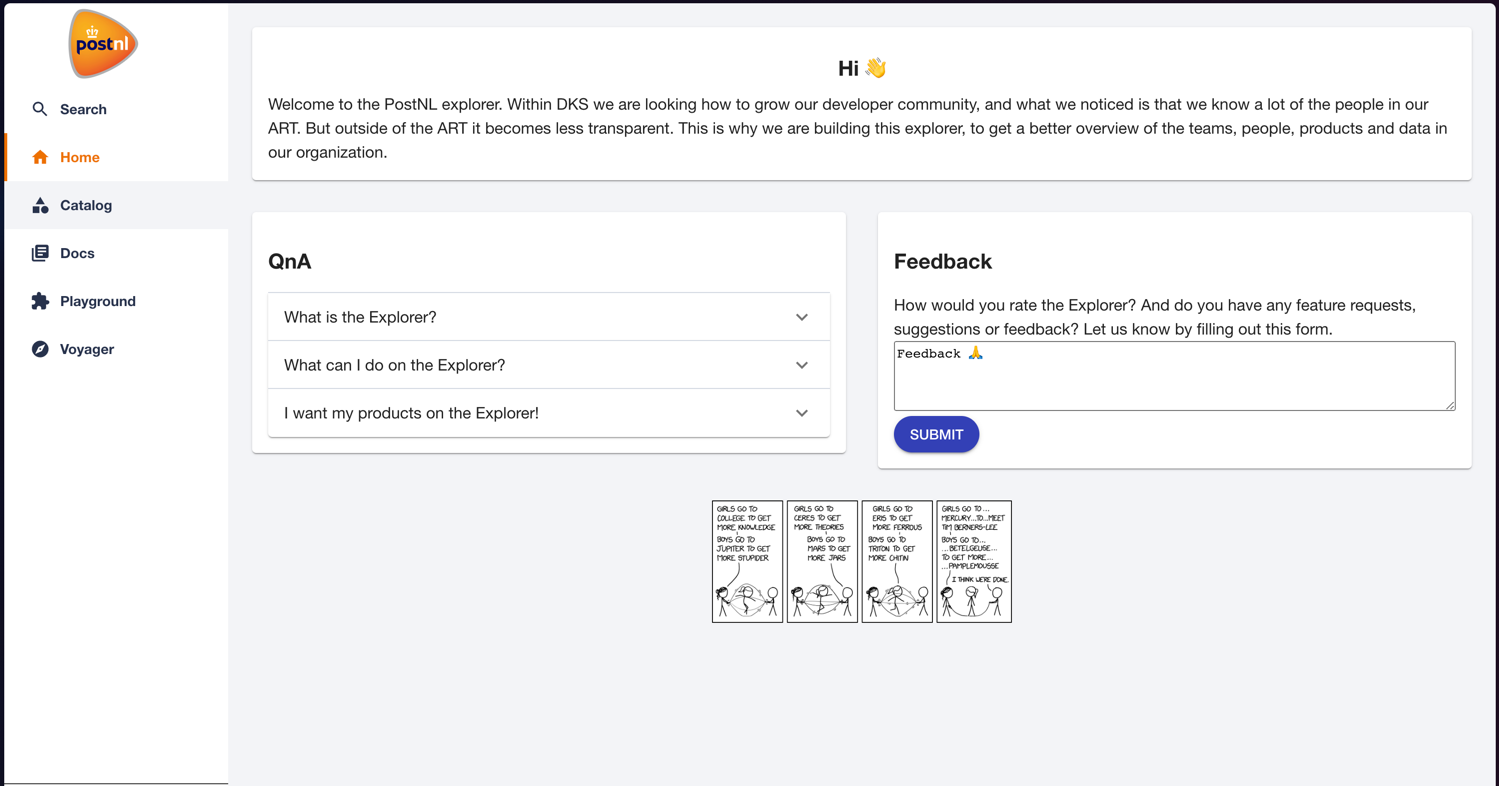 postnl
Search
Home
Catalog
Docs
Playground
Voyager
Hi 👋
Welcome to the PostNL explorer. Within DKS we are looking how to grow our developer community, and what we noticed is that we know a lot of the people in our
ART. But outside of the ART it becomes less transparent. This is why we are building this explorer, to get a better overview of the teams, people, products and data in
our organization.
QnA
What is the Explorer?
What can I do on the Explorer?
I want my products on the Explorer!
Feedback
How would you rate the Explorer? And do you have any feature requests,
suggestions or feedback? Let us know by filling out this form.
Feedback 🙏
SUBMIT
GIRLS GO TO
COLLEGE TO GET
MORE KNOWLEDGE
BOYS GO TO
JUPITER TO GET
MORE STUPIDER
GIRLS GO TO
CERES TO GET
MORE THEORIES
BOYS GO TO
MARS TO GET
MORE JARS
GIRLS GO TO
ERIS TO GET
MORE FERROUS
BOYS GO TO
TRITON TO GET
MORE CHITIN
GIRLS GO TO...
MERCURY...TO...MEET
TIM BERNERS-LEE
BOYS GO TO...
...BETELGEUSE...
TO GET MORE...
...PAMPLEMOUSSE
I THINK WE'RE DONE.